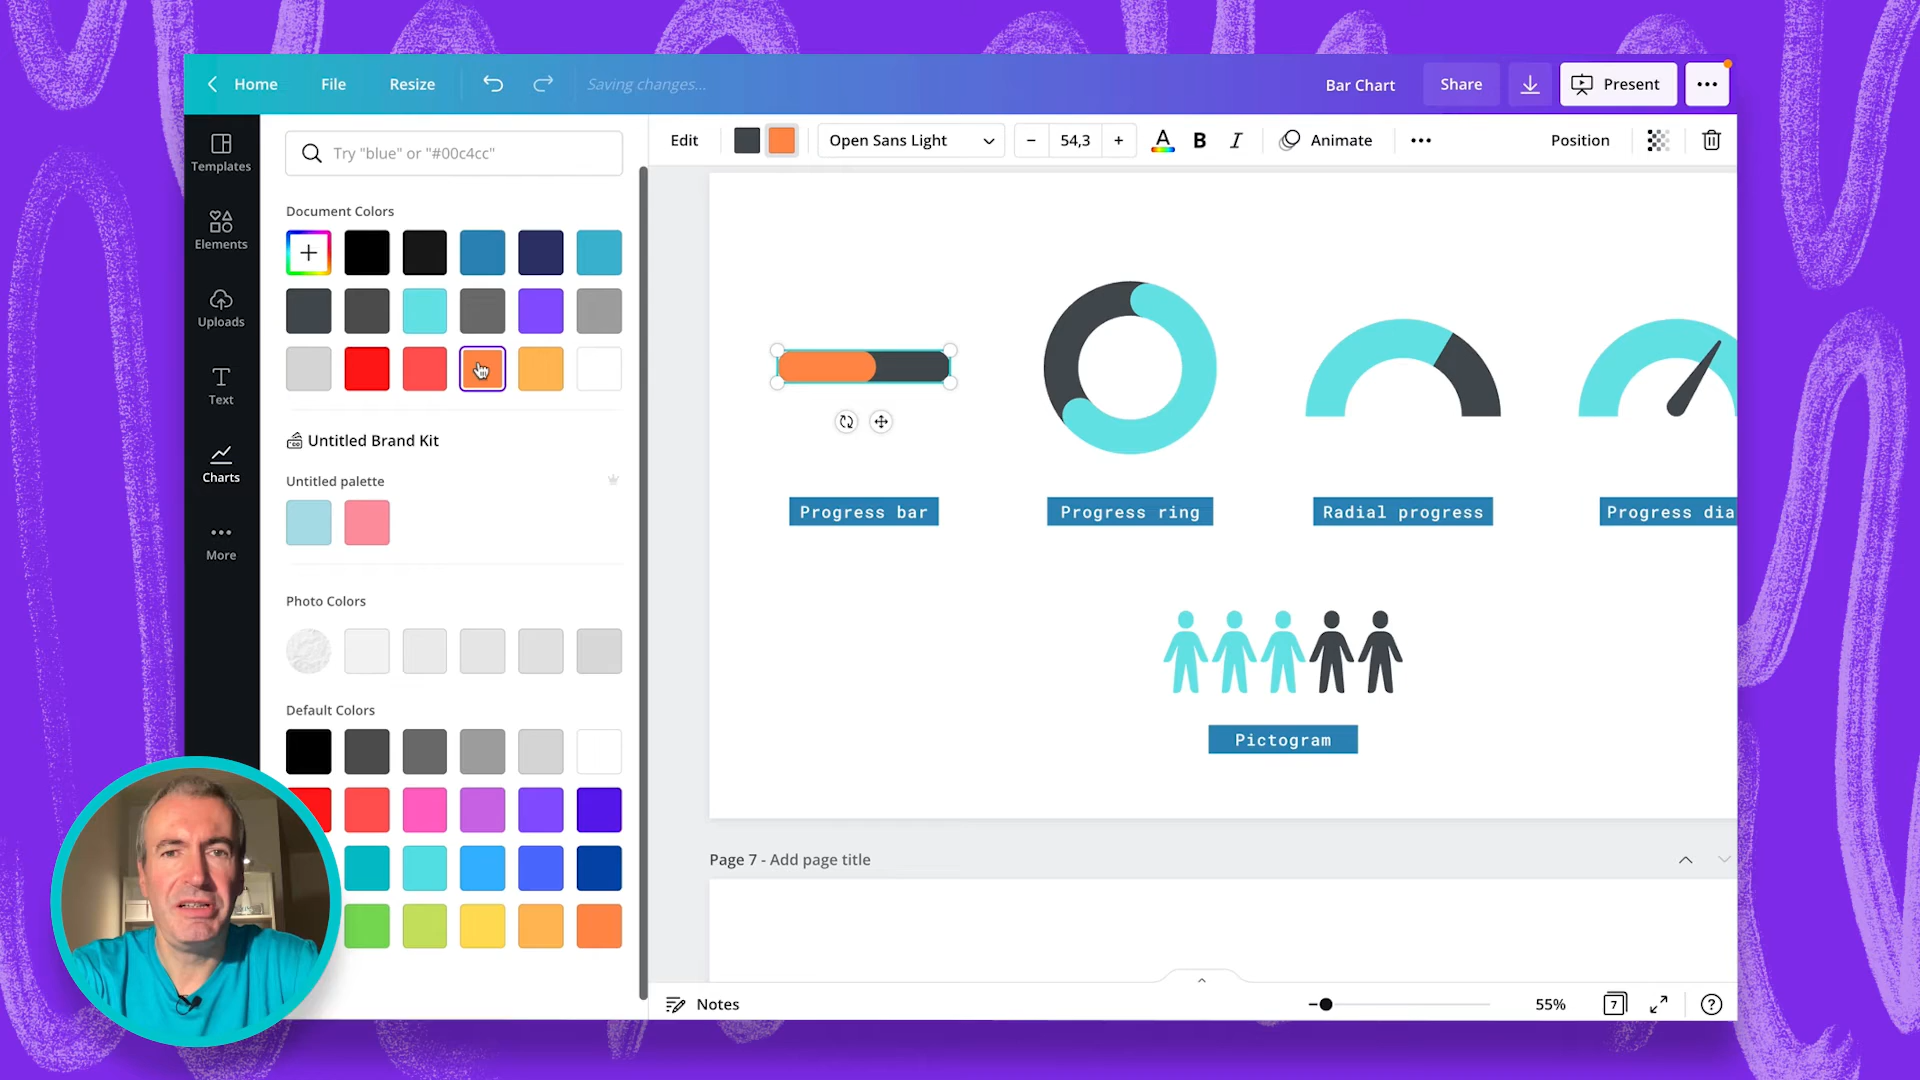 Home File Resize Saving changes... Bar Chart Share Present
Templates
Elements
Uploads
Text
Charts
More
Try "blue" or "#00c4cc"
Document Colors
Untitled Brand Kit
Untitled palette
Photo Colors
Default Colors
Edit Open Sans Light − 54,3 + A B I Animate Position
Progress bar Progress ring Radial progress Progress dia
Pictogram
Page 7 - Add page title
Notes 55% 7 ?